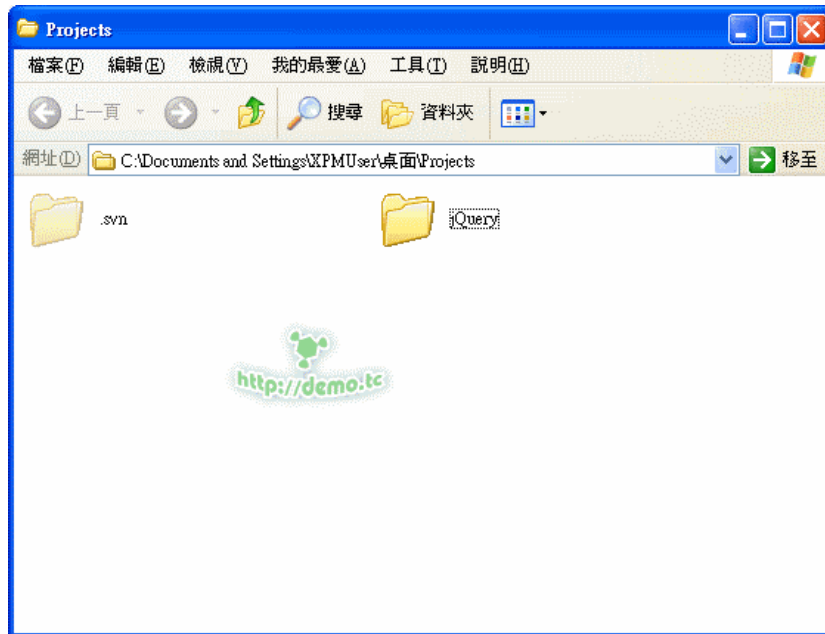 Projects
檔案(F) 編輯(E) 檢視(V) 我的最愛(A) 工具(T) 說明(H)
上一頁 搜尋 資料夾
網址(D) C:\Documents and Settings\XPMUser\桌面\Projects 移至
.svn jQuery
http://demo.tc